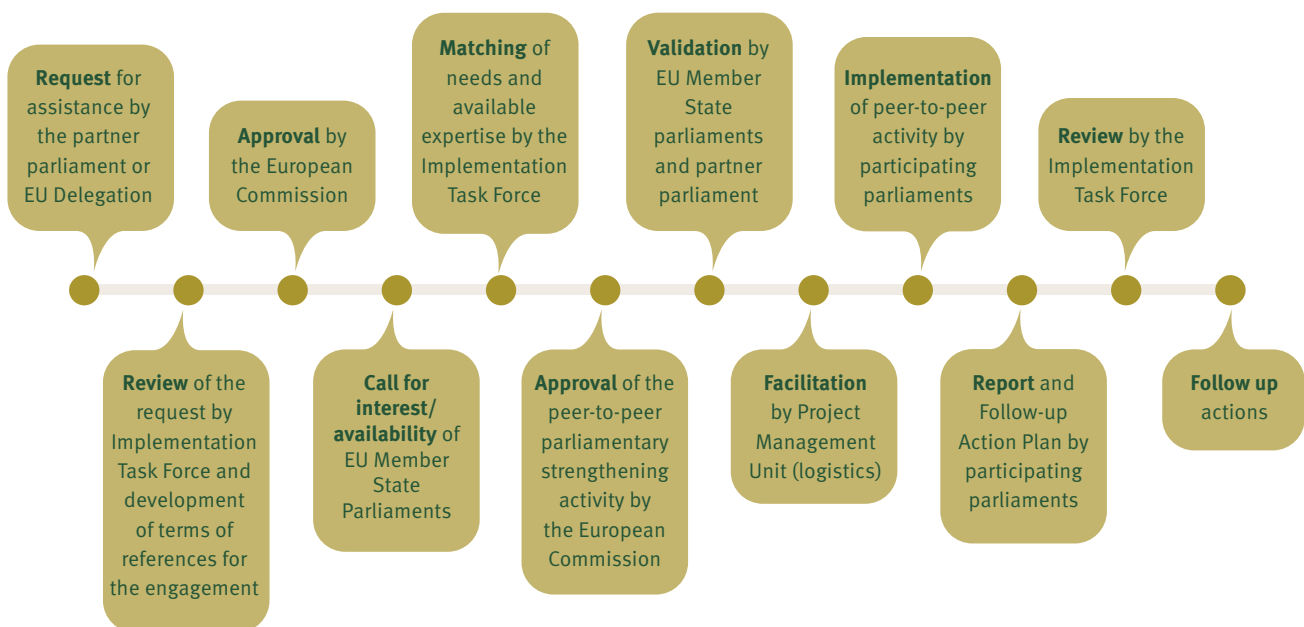 Request for
assistance by
the partner
parliament or
EU Delegation
Review of the
request by
Implementation
Task Force and
development
of terms of
references for
the engagement
Approval by
the European
Commission
Call for
interest/
availability of
EU Member
State
Parliaments
Matching of
needs and
available
expertise by the
Implementation
Task Force
Approval of the
peer-to-peer
parliamentary
strengthening
activity by
the European
Commission
Validation by
EU Member
State
parliaments
and partner
parliament
Facilitation
by Project
Management
Unit (logistics)
Implementation
of peer-to-peer
activity by
participating
parliaments
Report and
Follow-up
Action Plan by
participating
parliaments
Review by the
Implementation
Task Force
Follow up
actions